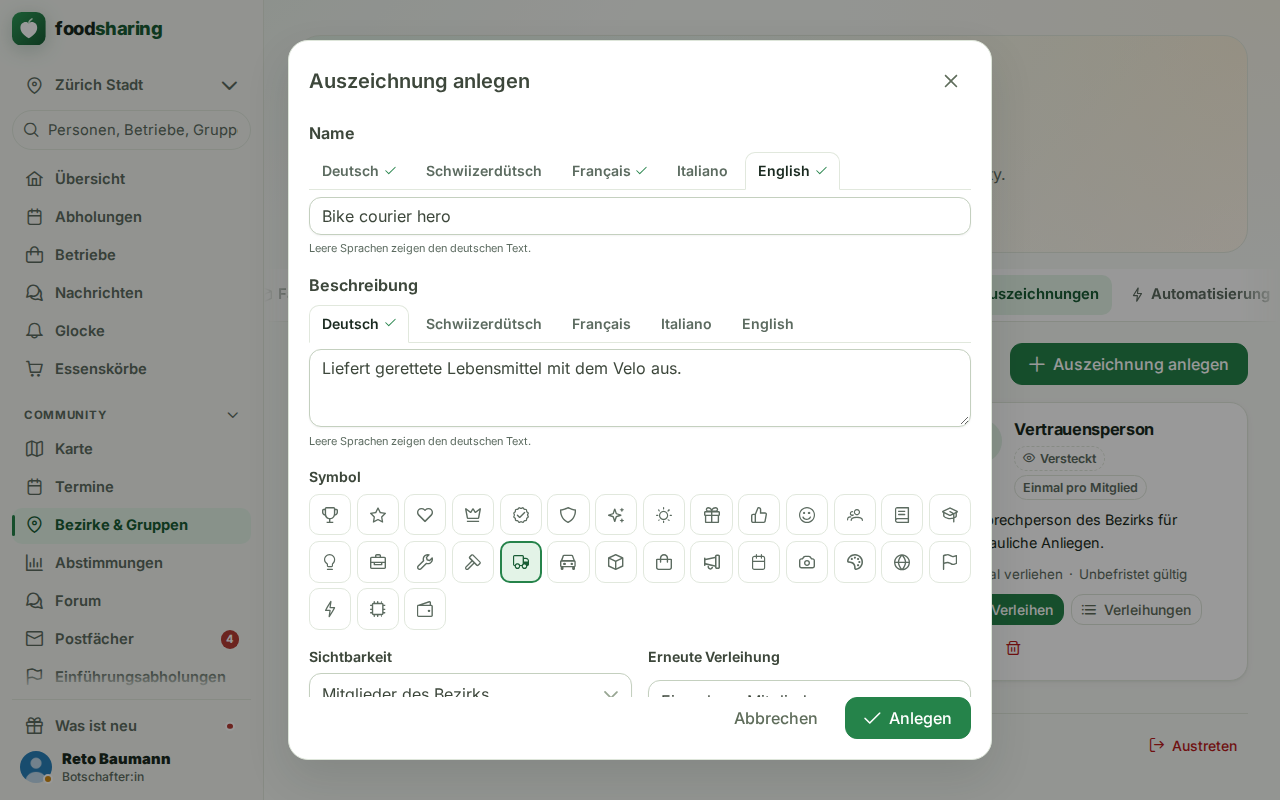 foodsharing
Zürich Stadt
Personen, Betriebe, Grupp
Übersicht
Abholungen
Betriebe
Nachrichten
Glocke
Essenskörbe
COMMUNITY
Karte
Termine
Bezirke & Gruppen
Abstimmungen
Forum
Postfächer 4
Einführungsabholungen
Was ist neu
Reto Baumann
Botschafter:in
Auszeichnung anlegen
Name
Deutsch Schwiizerdütsch Français Italiano English
Bike courier hero
Leere Sprachen zeigen den deutschen Text.
Beschreibung
Deutsch Schwiizerdütsch Français Italiano English
Liefert gerettete Lebensmittel mit dem Velo aus.
Leere Sprachen zeigen den deutschen Text.
Symbol
Sichtbarkeit
Mitglieder des Bezirks
Erneute Verleihung
Abbrechen
Anlegen
uszeichnungen
Automatisierung
Auszeichnung anlegen
Vertrauensperson
Versteckt
Einmal pro Mitglied
rechperson des Bezirks für
auliche Anliegen.
al verliehen · Unbefristet gültig
Verleihen
Verleihungen
Austreten